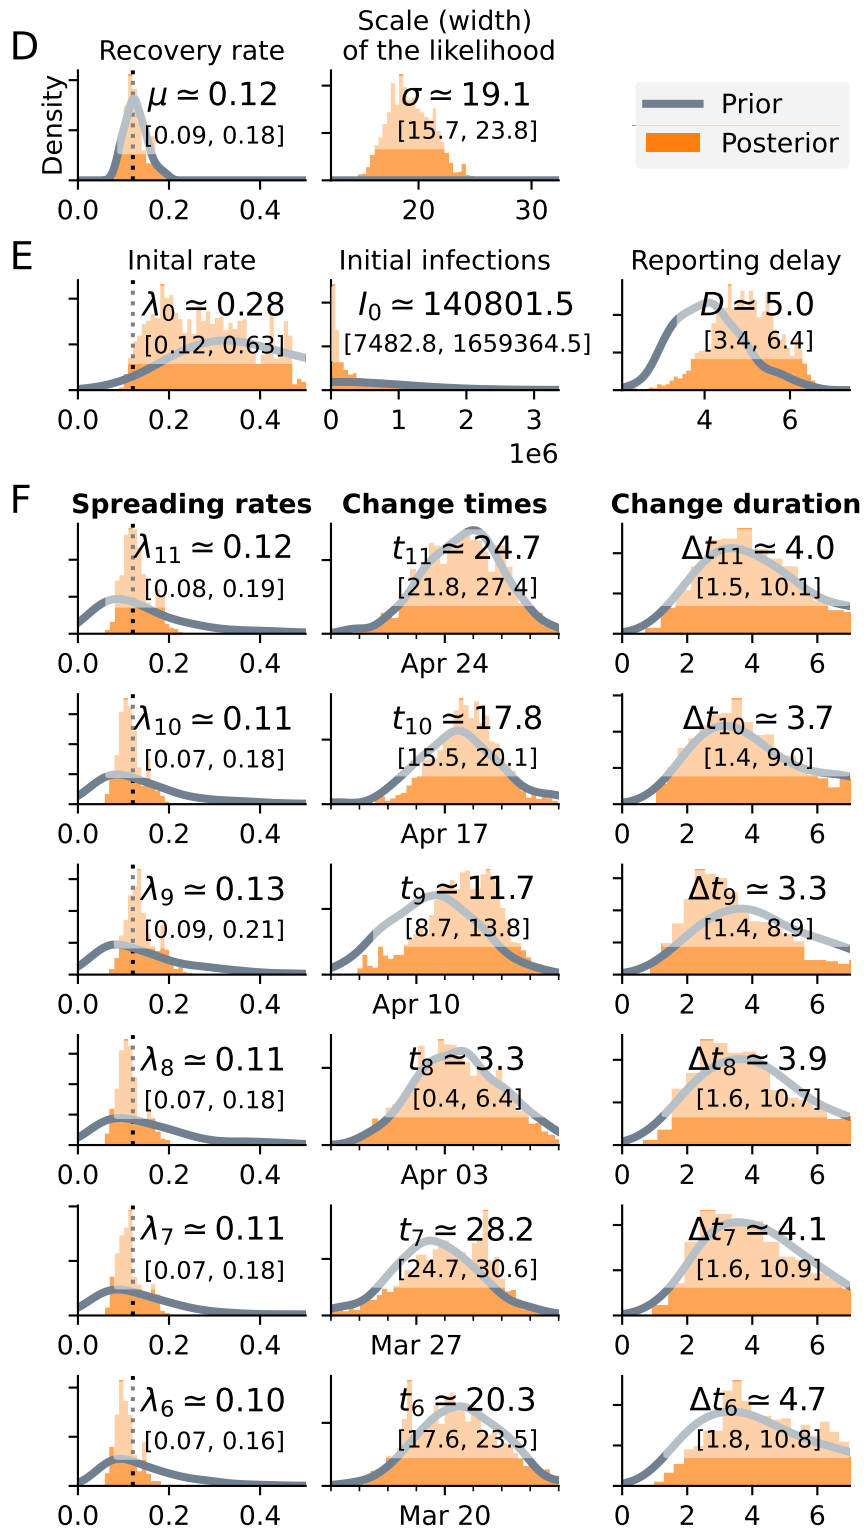 D
Recovery rate
Scale (width)
of the likelihood
Density
μ ≃ 0.12
[0.09, 0.18]
0.0 0.2 0.4
σ ≃ 19.1
[15.7, 23.8]
20 30
Prior
Posterior
E
Inital rate
Initial infections
Reporting delay
λ0 ≃ 0.28
[0.12, 0.63]
0.0 0.2 0.4
I0 ≃ 140801.5
[7482.8, 1659364.5]
0 1 2 3
1e6
D ≃ 5.0
[3.4, 6.4]
4 6
F
Spreading rates
Change times
Change duration
λ11 ≃ 0.12
[0.08, 0.19]
0.0 0.2 0.4
t11 ≃ 24.7
[21.8, 27.4]
Apr 24
Δt11 ≃ 4.0
[1.5, 10.1]
0 2 4 6
λ10 ≃ 0.11
[0.07, 0.18]
0.0 0.2 0.4
t10 ≃ 17.8
[15.5, 20.1]
Apr 17
Δt10 ≃ 3.7
[1.4, 9.0]
0 2 4 6
λ9 ≃ 0.13
[0.09, 0.21]
0.0 0.2 0.4
t9 ≃ 11.7
[8.7, 13.8]
Apr 10
Δt9 ≃ 3.3
[1.4, 8.9]
0 2 4 6
λ8 ≃ 0.11
[0.07, 0.18]
0.0 0.2 0.4
t8 ≃ 3.3
[0.4, 6.4]
Apr 03
Δt8 ≃ 3.9
[1.6, 10.7]
0 2 4 6
λ7 ≃ 0.11
[0.07, 0.18]
0.0 0.2 0.4
t7 ≃ 28.2
[24.7, 30.6]
Mar 27
Δt7 ≃ 4.1
[1.6, 10.9]
0 2 4 6
λ6 ≃ 0.10
[0.07, 0.16]
0.0 0.2 0.4
t6 ≃ 20.3
[17.6, 23.5]
Mar 20
Δt6 ≃ 4.7
[1.8, 10.8]
0 2 4 6